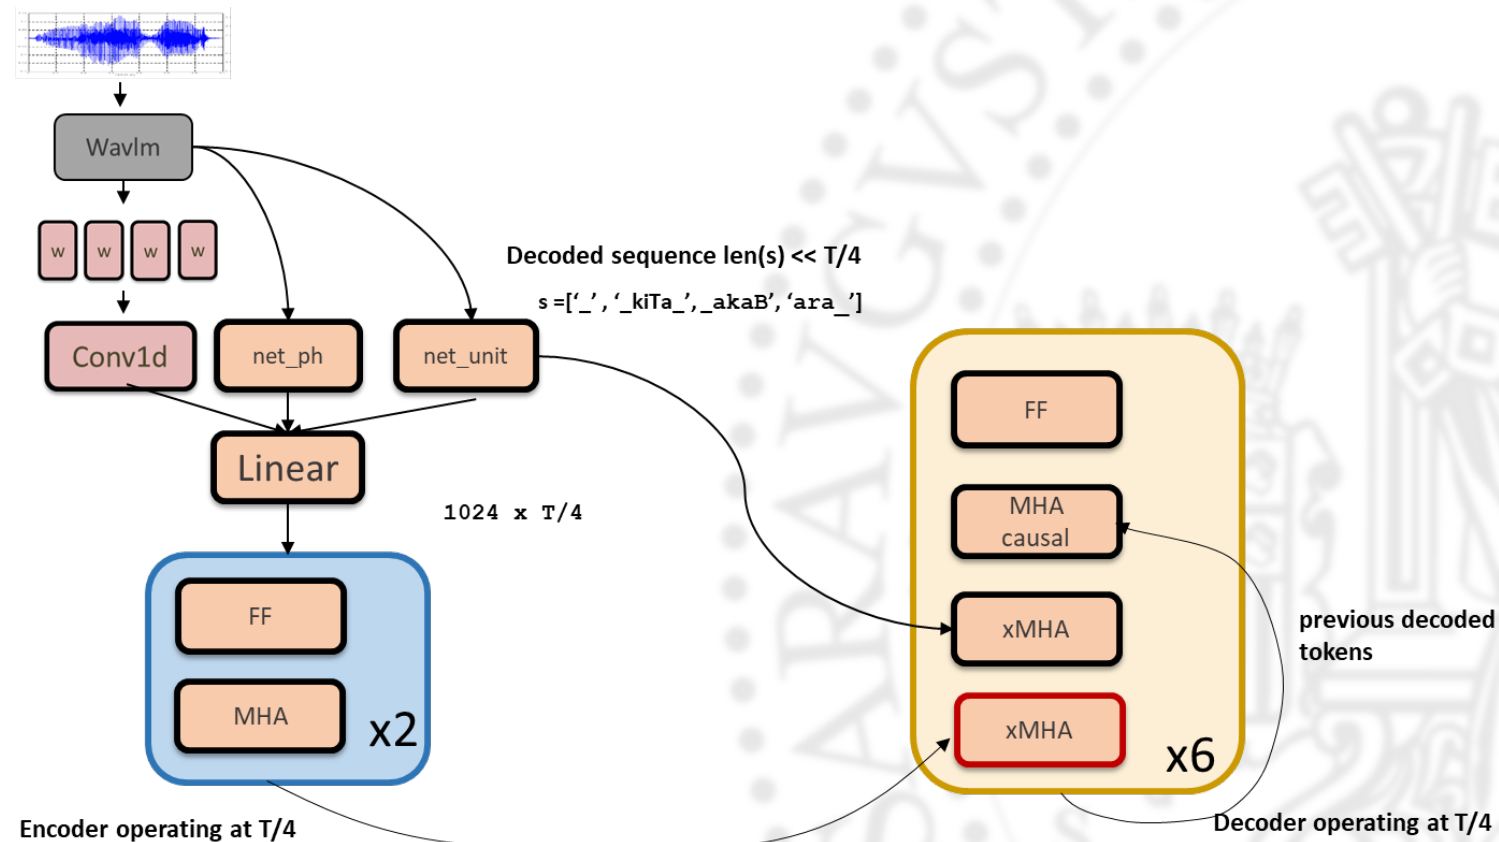 Wavlm
w w w w
Decoded sequence len(s) << T/4
s =[‘_’ , ‘_kiTa_’, _akaB’, ‘ara_’]
Conv1d
net_ph
net_unit
Linear
1024 x T/4
FF
MHA
x2
Encoder operating at T/4
FF
MHA
causal
xMHA
xMHA
x6
previous decoded
tokens
Decoder operating at T/4